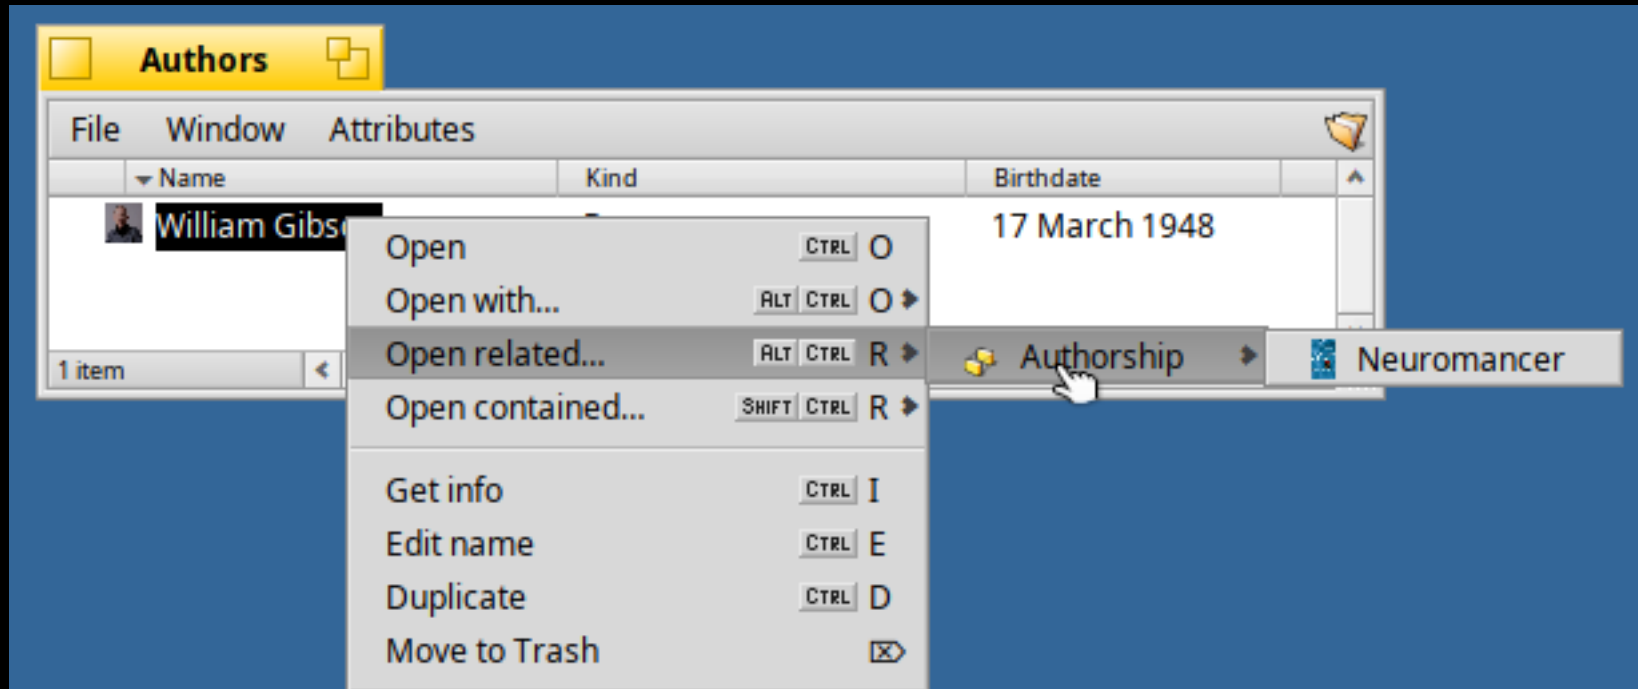 Authors
File Window Attributes
Name Kind Birthdate
William Gibs 17 March 1948
Open CTRL O
Open with... ALT CTRL O
Open related... ALT CTRL R
Authorship
Neuromancer
1 item
Open contained... SHIFT CTRL R
Get info CTRL I
Edit name CTRL E
Duplicate CTRL D
Move to Trash